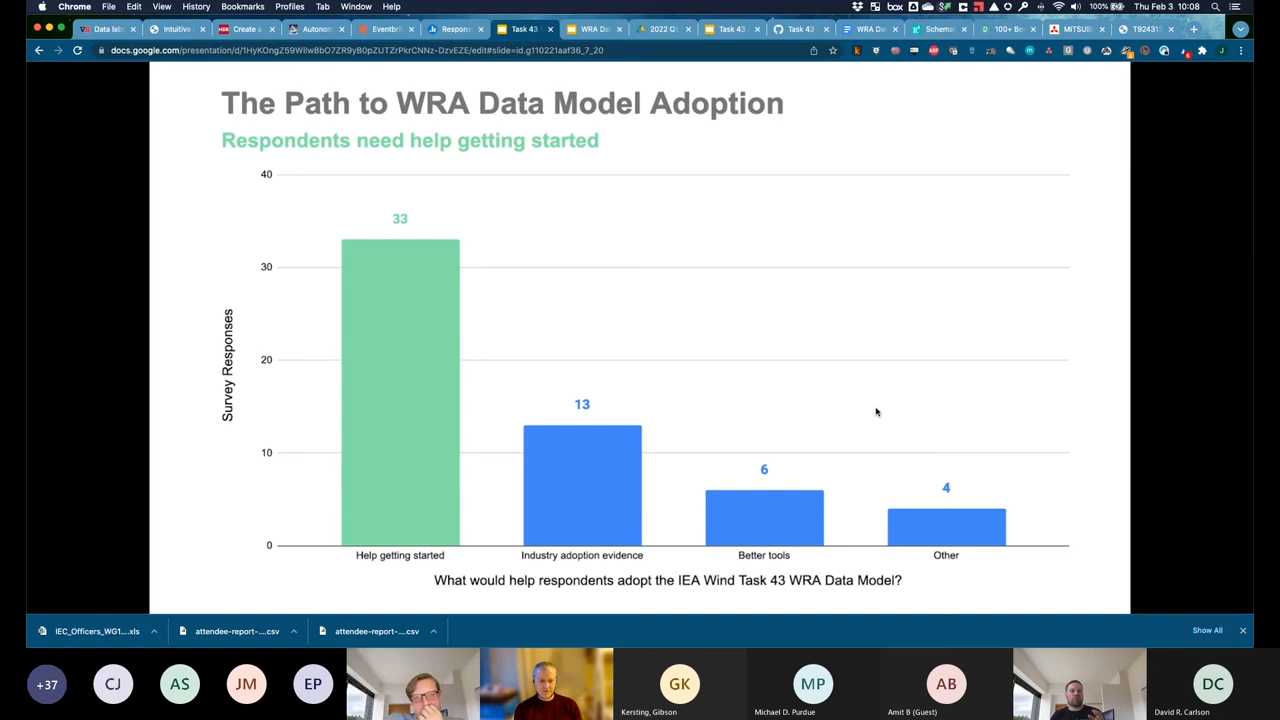 Chrome File Edit View History Bookmarks Profiles Tab Window Help
box
100%
Thu Feb 3 10:08
Data labe
Intuitive
Create a
Autonom
Eventbri
Respons
Task 43
WRA Da
2022 Q1
Task 43
Task 43
WRA Da
Schema
100+ Be
MITSUB
T92431
docs.google.com/presentation/d/1HyKOngZ59Wilw8bO7ZR9yB0pZUTZrPkrCNNz-DzvEZE/edit#slide=id.g110221aaf36_7_20
The Path to WRA Data Model Adoption
Respondents need help getting started
40
33
30
Survey Responses
20
13
10
6
4
0
Help getting started
Industry adoption evidence
Better tools
Other
What would help respondents adopt the IEA Wind Task 43 WRA Data Model?
IEC_Officers_WG1....xls
attendee-report-....csv
attendee-report-....csv
Show All
+37
CJ
AS
JM
EP
GK
Kersting, Gibson
MP
Michael D. Purdue
AB
Amit B (Guest)
DC
David R. Carlson